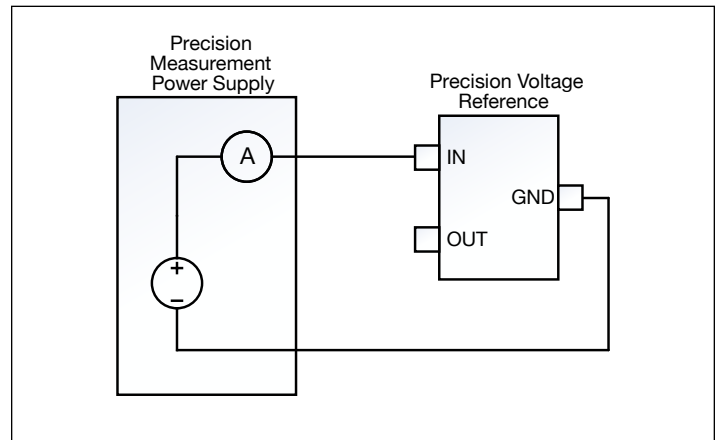 Precision
Measurement
Power Supply
Precision Voltage
Reference
A
IN
GND
OUT
+
–